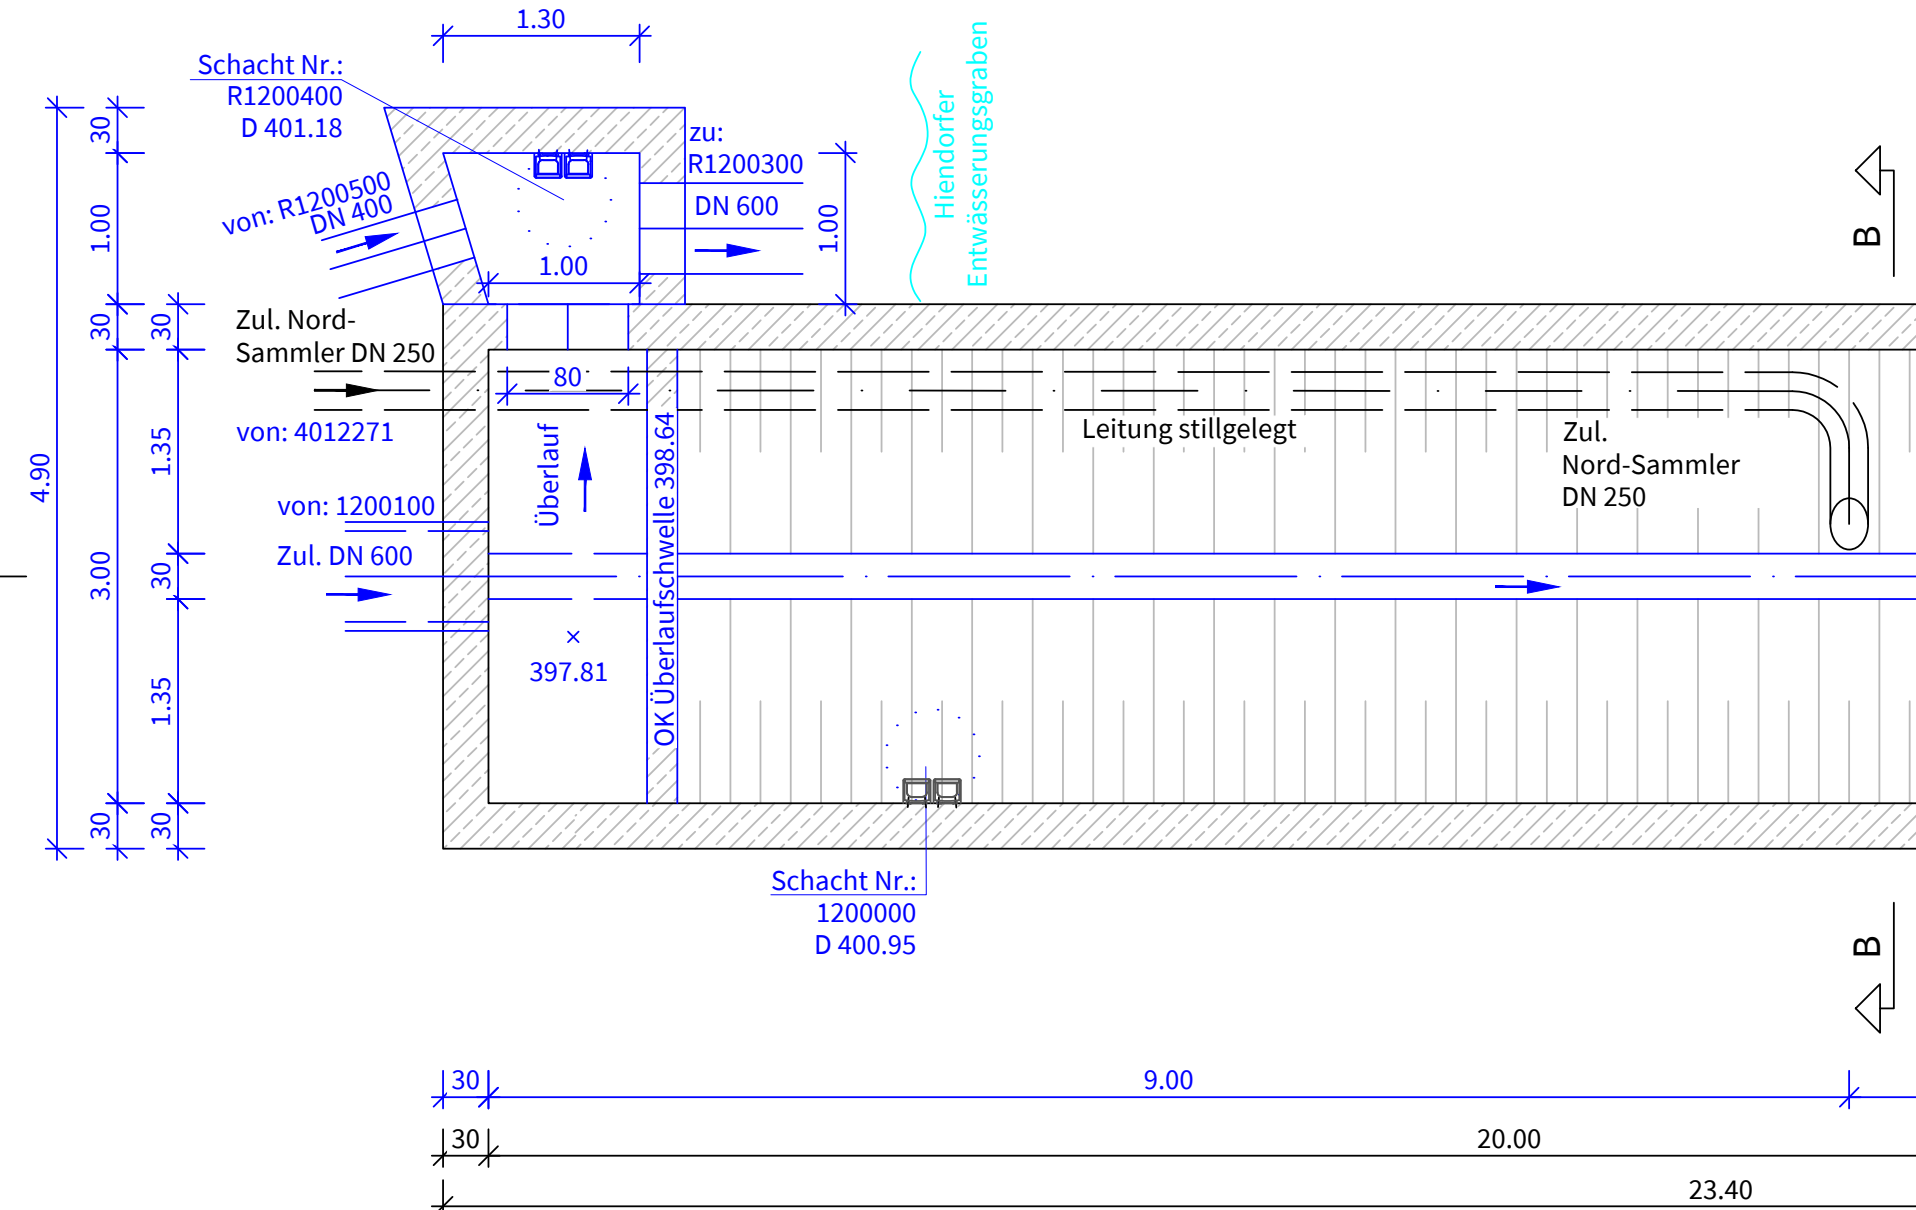 1.30
Schacht Nr.:
R1200400
D 401.18
Hiendorfer
Entwässerungsgraben
30
zu:
R1200300
DN 600
von: R1200500
DN 400
1.00
1.00
1.00
B
30
30
Zul. Nord-
Sammler DN 250
80
von: 4012271
Leitung stillgelegt
Zul.
Nord-Sammler
DN 250
1.35
4.90
Überlauf
OK Überlaufschwelle 398.64
von: 1200100
Zul. DN 600
3.00
30
397.81
1.35
30
30
Schacht Nr.:
1200000
D 400.95
B
30
9.00
30
20.00
23.40